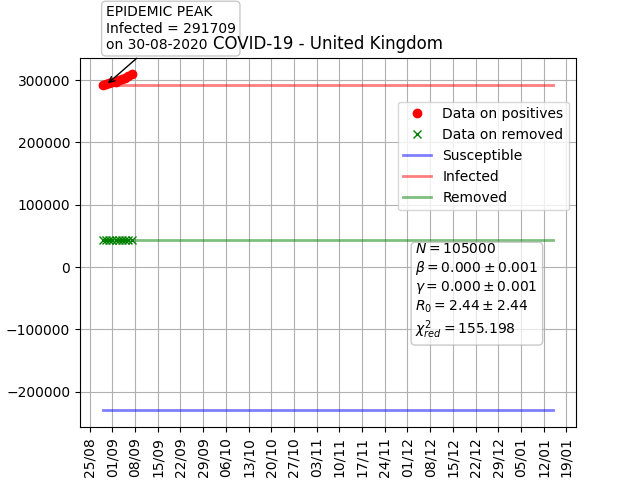 EPIDEMIC PEAK
Infected = 291709
on 30-08-2020
COVID-19 - United Kingdom
300000
200000
100000
0
−100000
−200000
Data on positives
Data on removed
Susceptible
Infected
Removed
N = 105000
β = 0.000 ± 0.001
γ = 0.000 ± 0.001
R₀ = 2.44 ± 2.44
χ²red = 155.198
25/08
01/09
08/09
15/09
22/09
29/09
06/10
13/10
20/10
27/10
03/11
10/11
17/11
24/11
01/12
08/12
15/12
22/12
29/12
05/01
12/01
19/01